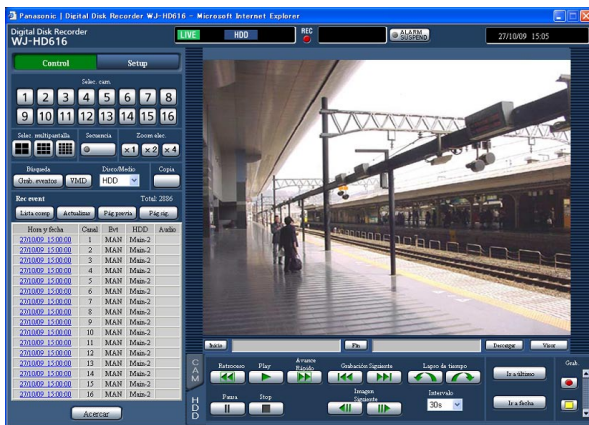 Panasonic | Digital Disk Recorder WJ-HD616 - Microsoft Internet Explorer
Digital Disk Recorder
WJ-HD616
LIVE HDD REC ALARM SUSPEND 27/10/09 15:05
Control Setup
Selec. cam.
1 2 3 4 5 6 7 8
9 10 11 12 13 14 15 16
Selec. multipantalla Secuencia Zoom elec.
x1 x2 x4
Búsqueda Disco/Medio Copia
Grab. eventos VMD HDD
Rec event Total: 2086
Lista comp Actualizar Pág previa Pág sig.
Hora y fecha Canal Evt HDD Audio
27/10/09 15:00:00 1 MAN Main-2
27/10/09 15:00:00 2 MAN Main-2
27/10/09 15:00:00 3 MAN Main-2
27/10/09 15:00:00 4 MAN Main-2
27/10/09 15:00:00 5 MAN Main-2
27/10/09 15:00:00 6 MAN Main-2
27/10/09 15:00:00 7 MAN Main-2
27/10/09 15:00:00 8 MAN Main-2
27/10/09 15:00:00 9 MAN Main-2
27/10/09 15:00:00 10 MAN Main-2
27/10/09 15:00:00 11 MAN Main-2
27/10/09 15:00:00 12 MAN Main-2
27/10/09 15:00:00 13 MAN Main-2
27/10/09 15:00:00 14 MAN Main-2
27/10/09 15:00:00 15 MAN Main-2
27/10/09 15:00:00 16 MAN Main-2
Acercar
Inicio Fin Descargar Visor
CAM
HDD
Retroceso Play Avance Rápido Grabación Siguiente Lapso de tiempo Ir a último Grab
Pausa Stop Imagen Siguiente Intervalo Ir a fecha
30s